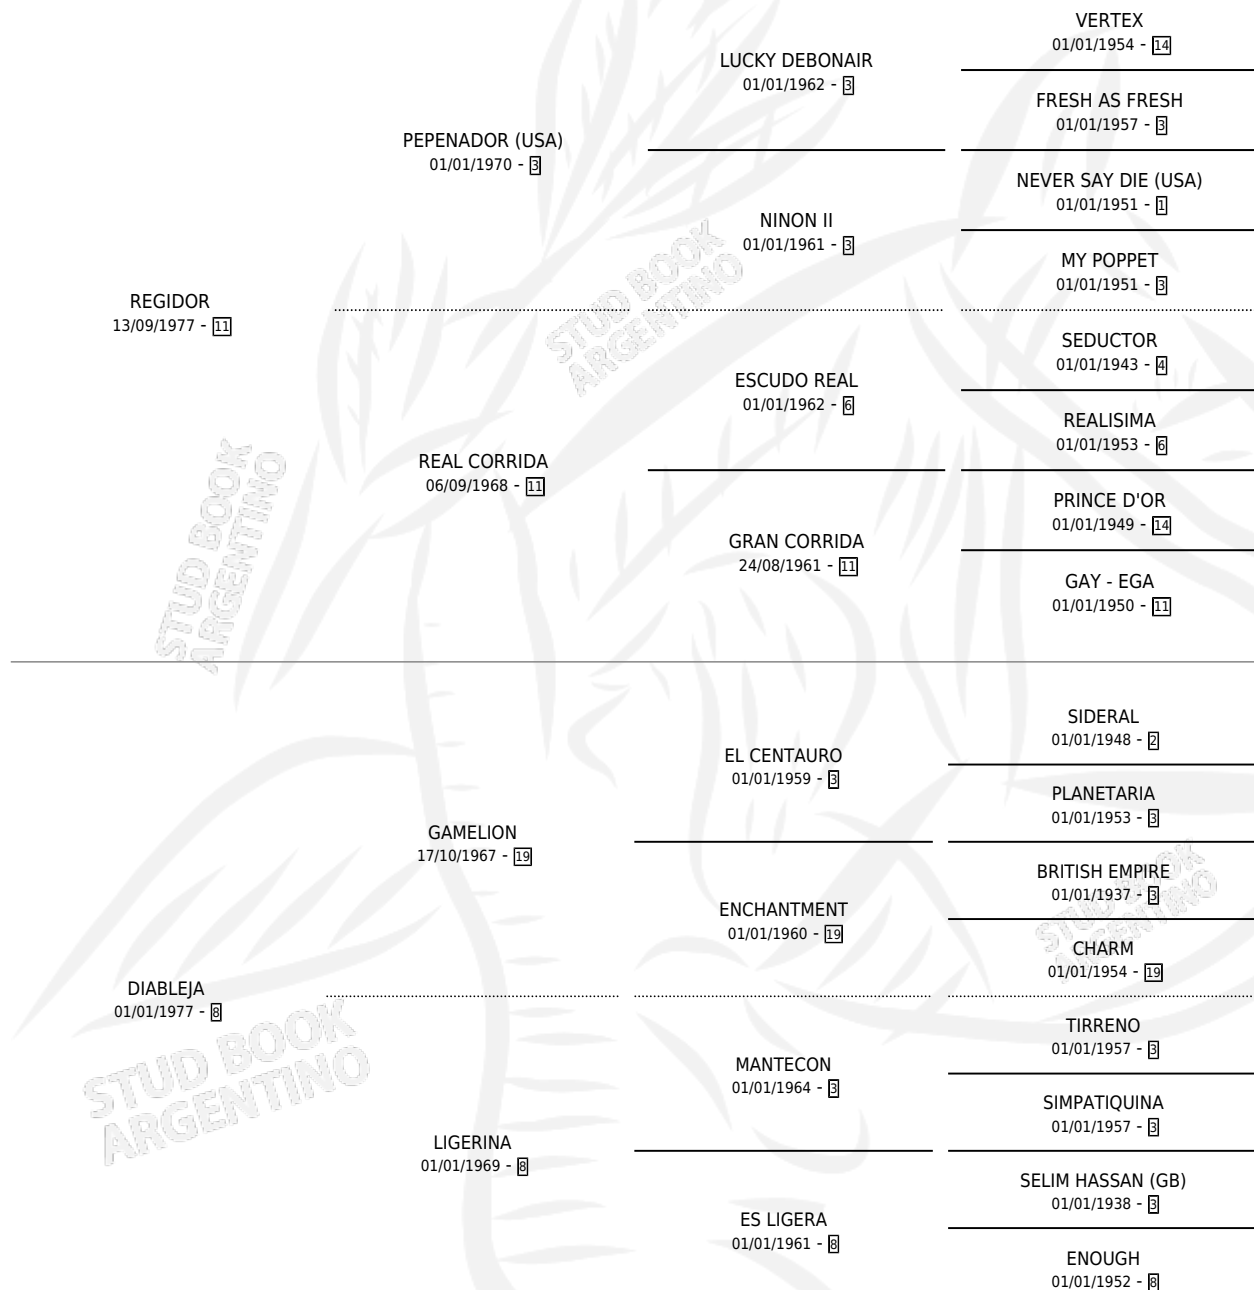 VERTEX
01/01/1954 - 14
LUCKY DEBONAIR
01/01/1962 - 3
FRESH AS FRESH
01/01/1957 - 3
PEPENADOR (USA)
01/01/1970 - 3
NEVER SAY DIE (USA)
01/01/1951 - 1
NINON II
01/01/1961 - 3
MY POPPET
01/01/1951 - 3
REGIDOR
13/09/1977 - 11
SEDUCTOR
01/01/1943 - 4
ESCUDO REAL
01/01/1962 - 6
REALISIMA
01/01/1953 - 6
REAL CORRIDA
06/09/1968 - 11
PRINCE D'OR
01/01/1949 - 14
GRAN CORRIDA
24/08/1961 - 11
GAY - EGA
01/01/1950 - 11
SIDERAL
01/01/1948 - 2
EL CENTAURO
01/01/1959 - 3
PLANETARIA
01/01/1953 - 3
GAMELION
17/10/1967 - 19
BRITISH EMPIRE
01/01/1937 - 3
ENCHANTMENT
01/01/1960 - 19
CHARM
01/01/1954 - 19
DIABLEJA
01/01/1977 - 8
TIRRENO
01/01/1957 - 3
MANTECON
01/01/1964 - 3
SIMPATIQUINA
01/01/1957 - 3
LIGERINA
01/01/1969 - 8
SELIM HASSAN (GB)
01/01/1938 - 3
ES LIGERA
01/01/1961 - 8
ENOUGH
01/01/1952 - 8
STUD BOOK
ARGENTINO
STUD BOOK
ARGENTINO
STUD BOOK
ARGENTINO
STUD BOOK
ARGENTINO